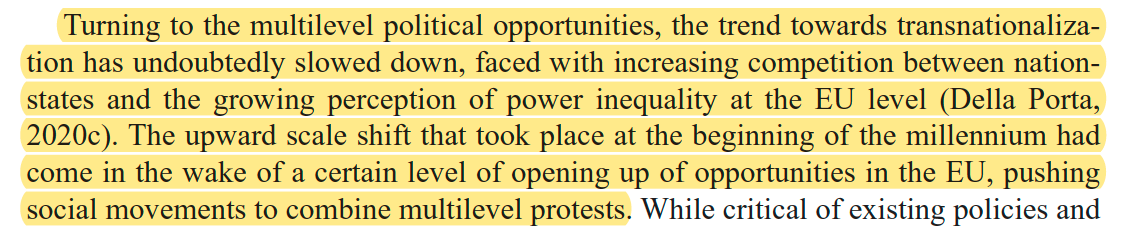 Turning to the multilevel political opportunities, the trend towards transnationaliza-
tion has undoubtedly slowed down, faced with increasing competition between nation-
states and the growing perception of power inequality at the EU level (Della Porta,
2020c). The upward scale shift that took place at the beginning of the millennium had
come in the wake of a certain level of opening up of opportunities in the EU, pushing
social movements to combine multilevel protests. While critical of existing policies and